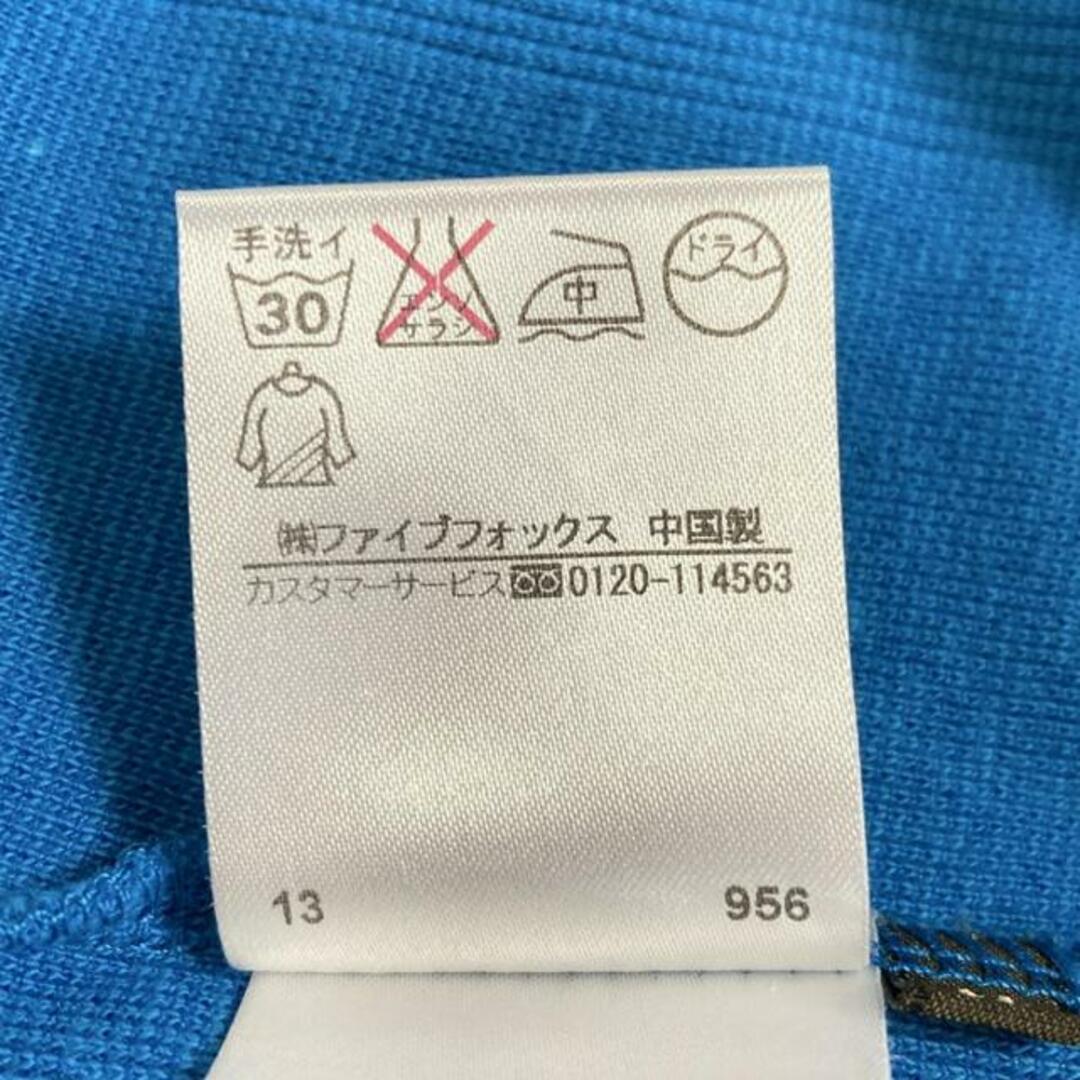 手洗イ ドライ
30 エンソ 中
サラシ
㈱ファイブフォックス 中国製
カスタマーサービス 0120-114563
13 956